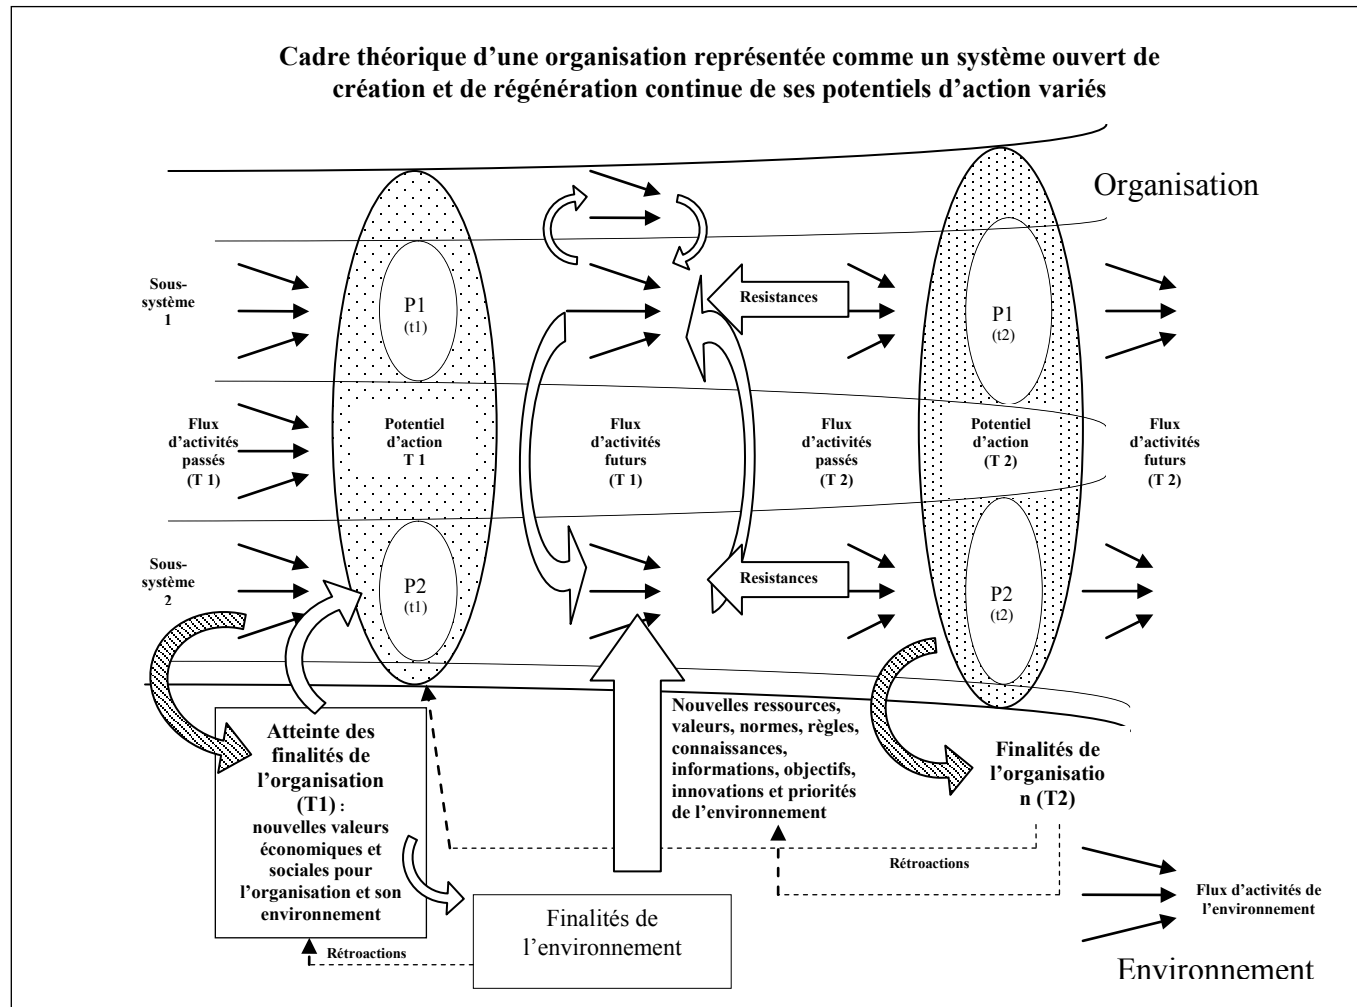 Cadre théorique d'une organisation représentée comme un système ouvert de
création et de régénération continue de ses potentiels d'action variés
Organisation
Sous-
système
1
P1
(t1)
Resistances
P1
(t2)
Flux
d'activités
passés
(T 1)
Potentiel
d'action
T 1
Flux
d'activités
futurs
(T 1)
Flux
d'activités
passés
(T 2)
Potentiel
d'action
(T 2)
Flux
d'activités
futurs
(T 2)
Sous-
système
2
P2
(t1)
Resistances
P2
(t2)
Atteinte des
finalités de
l'organisation
(T1) :
nouvelles valeurs
économiques et
sociales pour
l'organisation et son
environnement
Nouvelles ressources,
valeurs, normes, règles,
connaissances,
informations, objectifs,
innovations et priorités
de l'environnement
Finalités de
l'organisatio
n (T2)
Rétroactions
Flux d'activités de
l'environnement
Finalités de
l'environnement
Rétroactions
Environnement